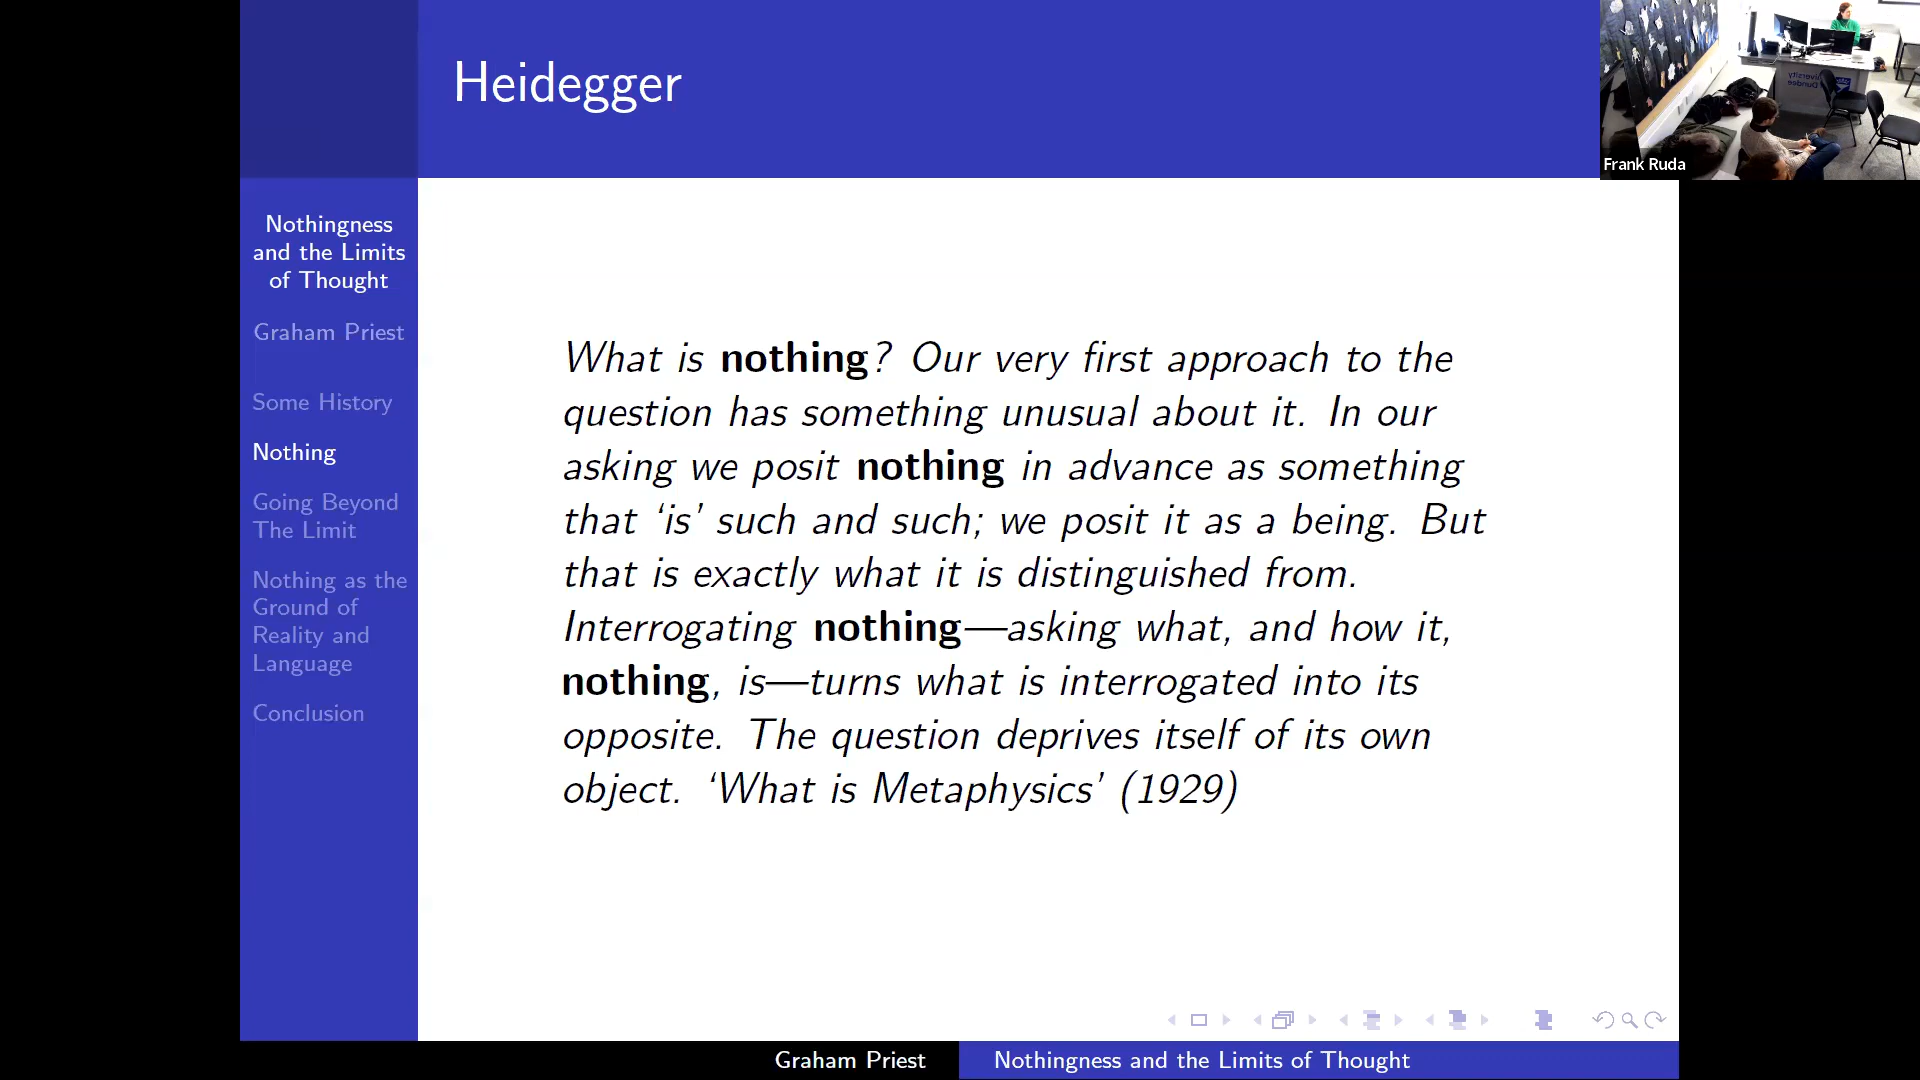 Heidegger
Nothingness
and the Limits
of Thought
Graham Priest
Some History
Nothing
Going Beyond
The Limit
Nothing as the
Ground of
Reality and
Language
Conclusion
What is nothing? Our very first approach to the
question has something unusual about it. In our
asking we posit nothing in advance as something
that ‘is’ such and such; we posit it as a being. But
that is exactly what it is distinguished from.
Interrogating nothing—asking what, and how it,
nothing, is—turns what is interrogated into its
opposite. The question deprives itself of its own
object. ‘What is Metaphysics’ (1929)
Graham Priest
Nothingness and the Limits of Thought
University
Dundee
Frank Ruda